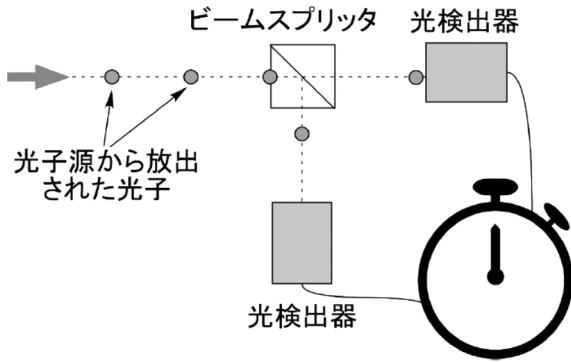 ビームスプリッタ
光検出器
光子源から放出
された光子
光検出器